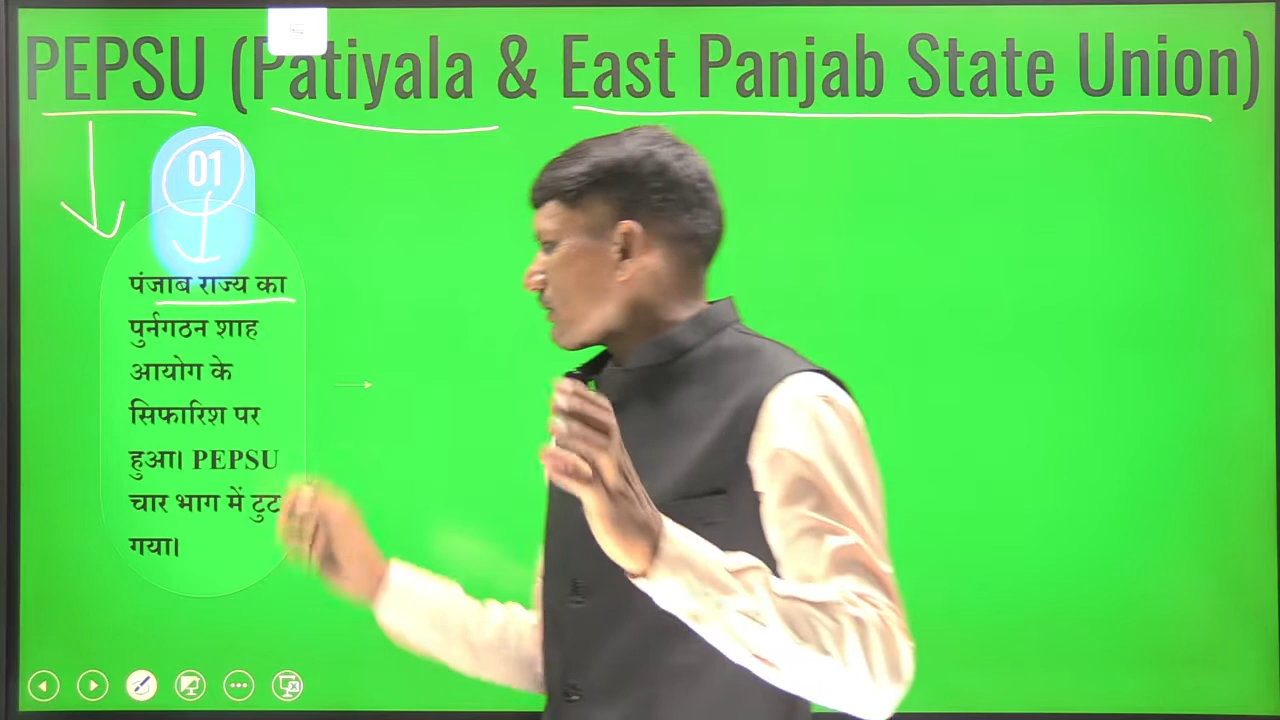 PEPSU (Patiyala & East Panjab State Union)
01
पंजाब राज्य का
पुर्नगठन शाह
आयोग के
सिफारिश पर
हुआ। PEPSU
चार भाग में टुट
गया।